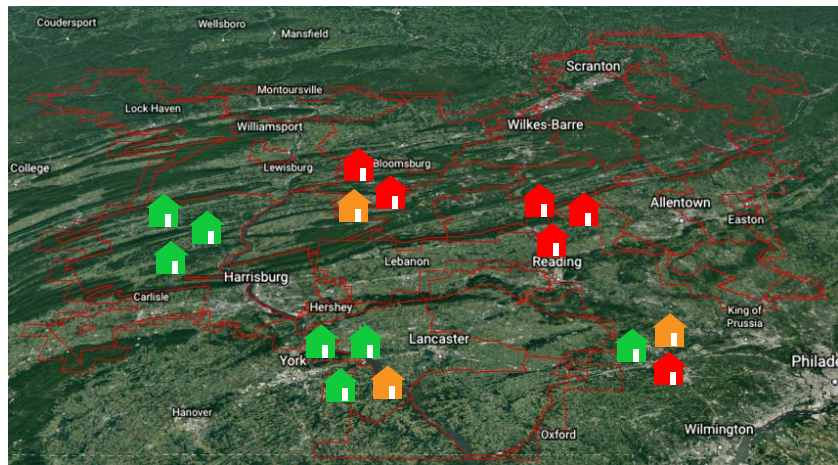 Coudersport
Wellsboro
Mansfield
Scranton
Montoursville
Lock Haven
Williamsport
Wilkes-Barre
College
Lewisburg
Bloomsburg
Allentown
Easton
Lebanon
Reading
Harrisburg
Carlisle
Hershey
King of
Prussia
Lancaster
York
Philade
Hanover
Oxford
Wilmington